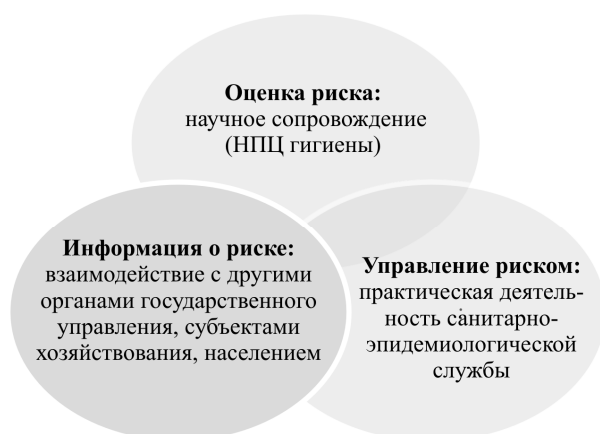 Оценка риска:
научное сопровождение
(НПЦ гигиены)
Информация о риске:
взаимодействие с другими
органами государственного
управления, субъектами
хозяйствования, населением
Управление риском:
практическая деятель-
ность санитарно-
эпидемиологической
службы